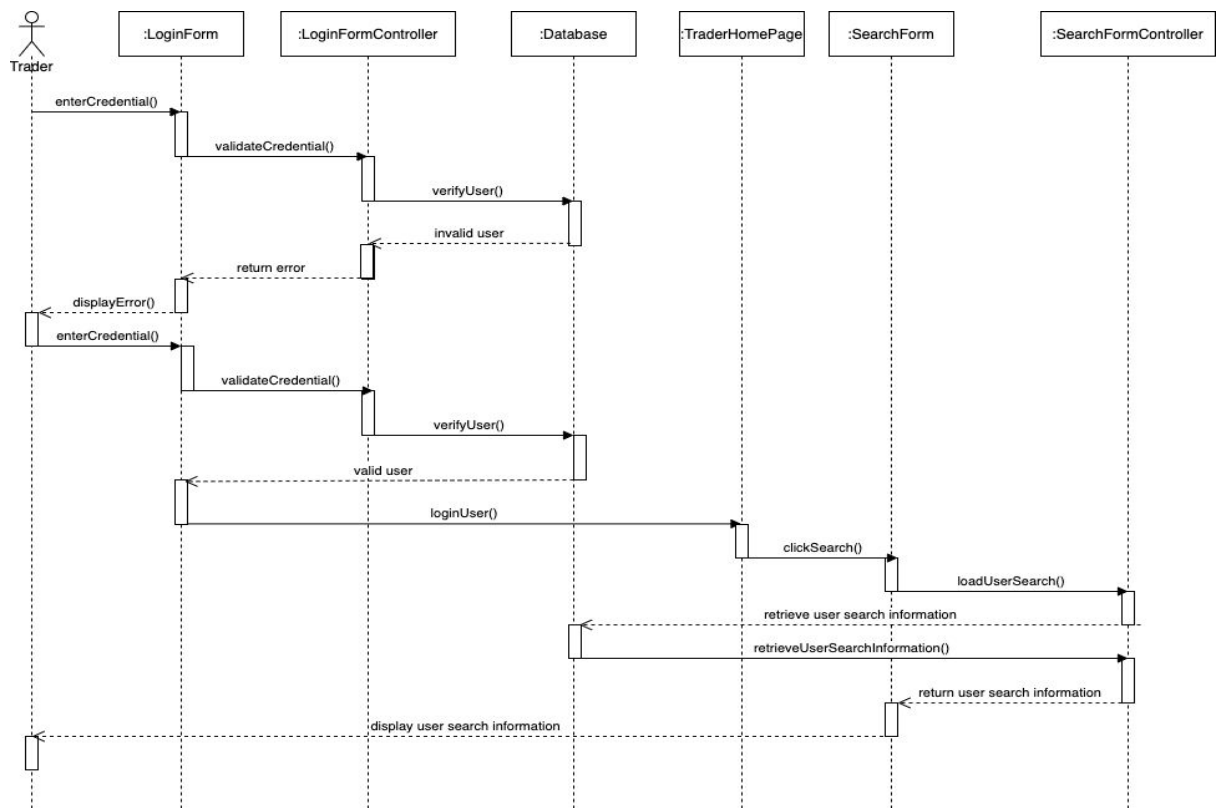 :LoginForm
:LoginFormController
:Database
:TraderHomePage
:SearchForm
:SearchFormController
Trader
enterCredential()
validateCredential()
verifyUser()
invalid user
return error
displayError()
enterCredential()
validateCredential()
verifyUser()
valid user
loginUser()
clickSearch()
loadUserSearch()
retrieve user search information
retrieveUserSearchInformation()
return user search information
display user search information